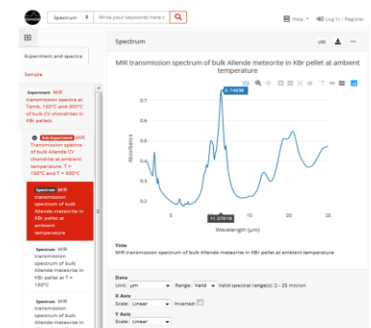 Spectrum
Write your keywords here
Help
Log in / Register
Experiment and spectra
Sample
Experiment MIR
transmission spectra at
Tamb, 150°C and 300°C
of bulk CV chondrites in
KBr pellets
Sub-Experiment MIR
Transmission spectra
of bulk Allende CV
chondrite at ambient
temperature, T =
150°C and T = 300°C
Spectrum MIR
transmission
spectrum of bulk
Allende meteorite in
KBr pellet at
ambient
temperature
Spectrum MIR
transmission
spectrum of bulk
Allende meteorite in
KBr pellet at T =
150°C
Spectrum MIR
transmission
spectrum of bulk
Allende meteorite in
Spectrum
UID
MIR transmission spectrum of bulk Allende meteorite in KBr pellet at ambient
temperature
0.7
0.6
0.5
0.4
0.3
0.2
Absorbance
5
15
20
25
Wavelength (µm)
Title
MIR transmission spectrum of bulk Allende meteorite in KBr pellet at ambient temperature
Data
Unit: µm Range: Valid Valid spectral range(s): 2 - 25 micron
X Axis
Scale: Linear Inverted:
Y Axis
Scale: Linear